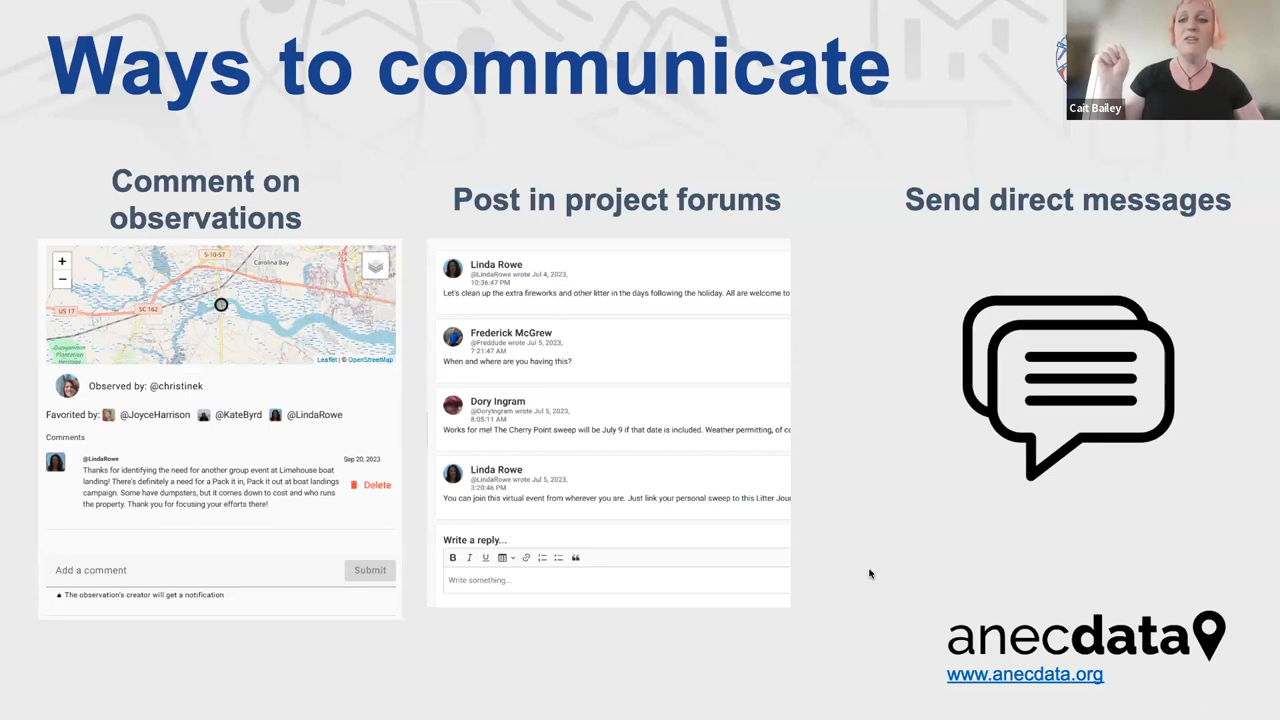 Ways to communicate
Cait Bailey
Comment on
observations
+
−
S-10-57
Carolina Bay
US 17
SC 162
Dungannon
Plantation
Heritage
Leaflet | © OpenStreetMap
Observed by: @christinek
Favorited by: @JoyceHarrison @KateByrd @LindaRowe
Comments
@LindaRowe
Sep 20, 2023
Thanks for identifying the need for another group event at Limehouse boat
landing! There's definitely a need for a Pack it in, Pack it out at boat landings
campaign. Some have dumpsters, but it comes down to cost and who runs
the property. Thank you for focusing your efforts there!
Delete
Add a comment
Submit
The observation's creator will get a notification
Post in project forums
Linda Rowe
@LindaRowe wrote Jul 4, 2023,
10:36:47 PM
Let's clean up the extra fireworks and other litter in the days following the holiday. All are welcome to
Frederick McGrew
@Freddude wrote Jul 5, 2023,
7:21:47 AM
When and where are you having this?
Dory Ingram
@DoryIngram wrote Jul 5, 2023,
8:05:11 AM
Works for me! The Cherry Point sweep will be July 9 if that date is included. Weather permitting, of co
Linda Rowe
@LindaRowe wrote Jul 5, 2023,
3:20:46 PM
You can join this virtual event from wherever you are. Just link your personal sweep to this Litter Jour
Write a reply...
B I U
Write something...
Send direct messages
anecdata
www.anecdata.org